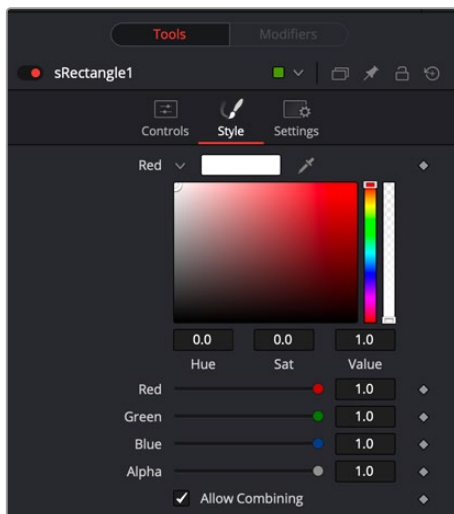 Tools Modifiers
sRectangle1
Controls Style Settings
Red
0.0 0.0 1.0
Hue Sat Value
Red 1.0
Green 1.0
Blue 1.0
Alpha 1.0
Allow Combining